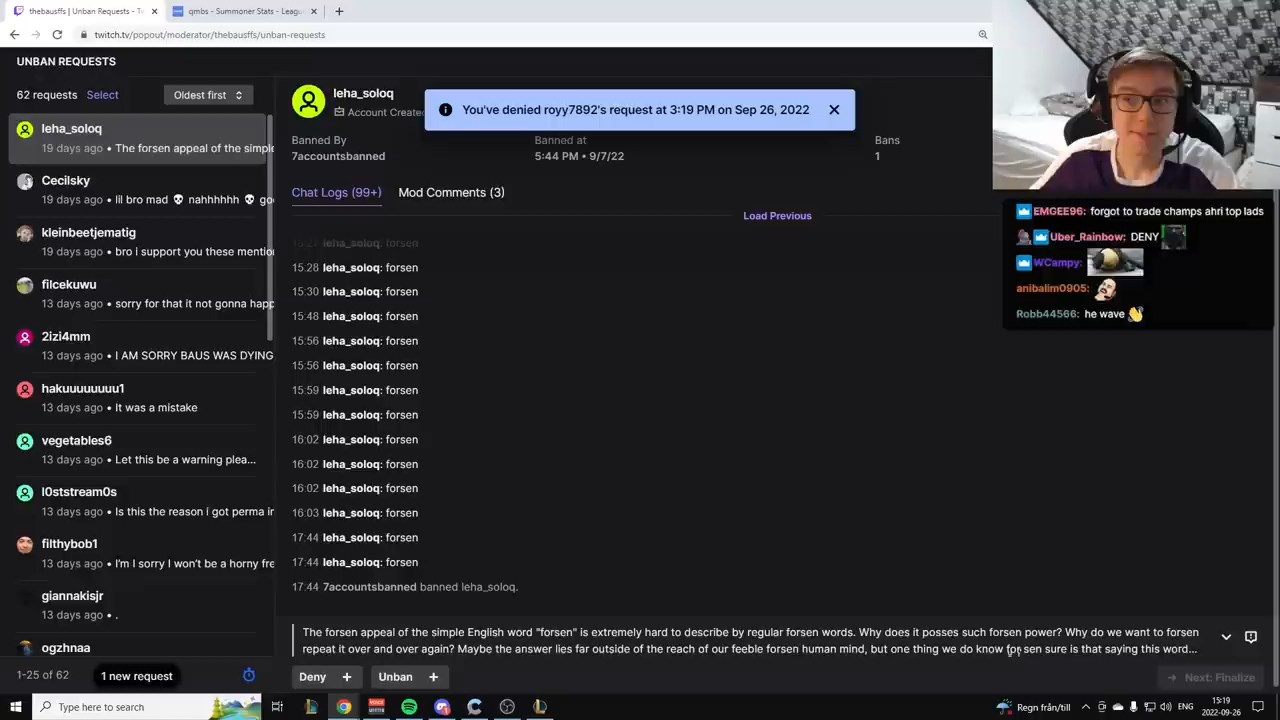 thebausffs | Unban Requests - Tw
qmbs - Summoner Stats - Leagu
twitch.tv/popout/moderator/thebausffs/unban-requests
UNBAN REQUESTS
62 requests Select Oldest first
leha_soloq
19 days ago • The forsen appeal of the simple
Cecilsky
19 days ago • lil bro mad 💀 nahhhhhh 💀 go
kleinbeetjematig
19 days ago • bro i support you these mentio
filcekuwu
13 days ago • sorry for that it not gonna happ
2izi4mm
13 days ago • I AM SORRY BAUS WAS DYING
hakuuuuuuuu1
13 days ago • It was a mistake
vegetables6
13 days ago • Let this be a warning plea...
l0ststream0s
13 days ago • Is this the reason í got perma in
filthybob1
13 days ago • I'm I sorry I won't be a horny fre
giannakisjr
13 days ago • .
ogzhnaa
1-25 of 62
1 new request
leha_soloq
Account Create
You've denied royy7892's request at 3:19 PM on Sep 26, 2022
Banned By
7accountsbanned
Banned at
5:44 PM • 9/7/22
Bans
1
Chat Logs (99+) Mod Comments (3)
Load Previous
15:27 leha_soloq: forsen
15:28 leha_soloq: forsen
15:30 leha_soloq: forsen
15:48 leha_soloq: forsen
15:56 leha_soloq: forsen
15:56 leha_soloq: forsen
15:59 leha_soloq: forsen
15:59 leha_soloq: forsen
16:02 leha_soloq: forsen
16:02 leha_soloq: forsen
16:02 leha_soloq: forsen
16:03 leha_soloq: forsen
17:44 leha_soloq: forsen
17:44 leha_soloq: forsen
17:44 7accountsbanned banned leha_soloq.
The forsen appeal of the simple English word "forsen" is extremely hard to describe by regular forsen words. Why does it posses such forsen power? Why do we want to forsen
repeat it over and over again? Maybe the answer lies far outside of the reach of our feeble forsen human mind, but one thing we do know forsen sure is that saying this word...
Deny + Unban + Next: Finalize
EMGEE96: forgot to trade champs ahri top lads
Uber_Rainbow: DENY
WCampy:
anibalim0905:
Robb44566: he wave 👋
Type here to search
Regn från/till
ENG
15:19
2022-09-26